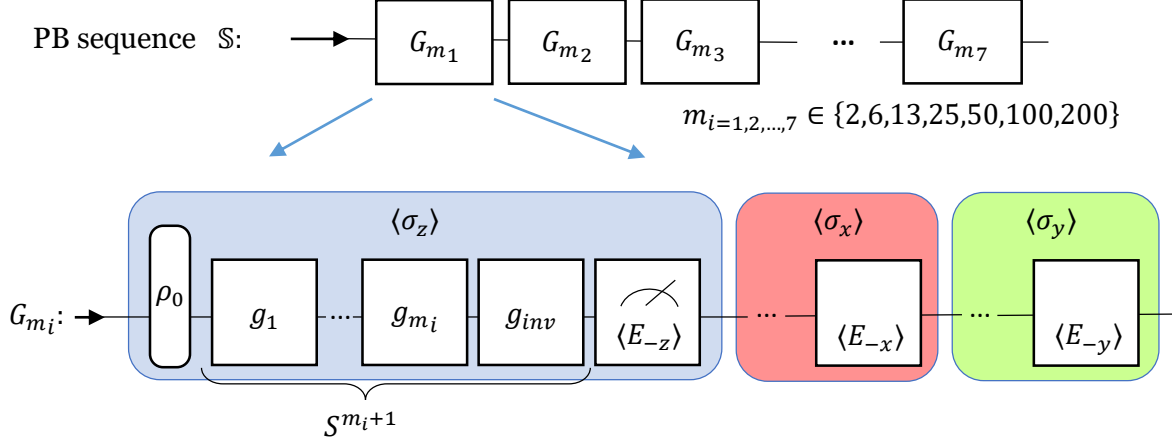 PB sequence 𝕊: G_{m_1} G_{m_2} G_{m_3} ... G_{m_7}
m_{i=1,2,...,7} ∈ {2,6,13,25,50,100,200}
⟨σ_z⟩ ⟨σ_x⟩ ⟨σ_y⟩
G_{m_i}: ρ_0 g_1 ... g_{m_i} g_{inv} ⟨E_{-z}⟩ ... ⟨E_{-x}⟩ ... ⟨E_{-y}⟩
S^{m_i+1}